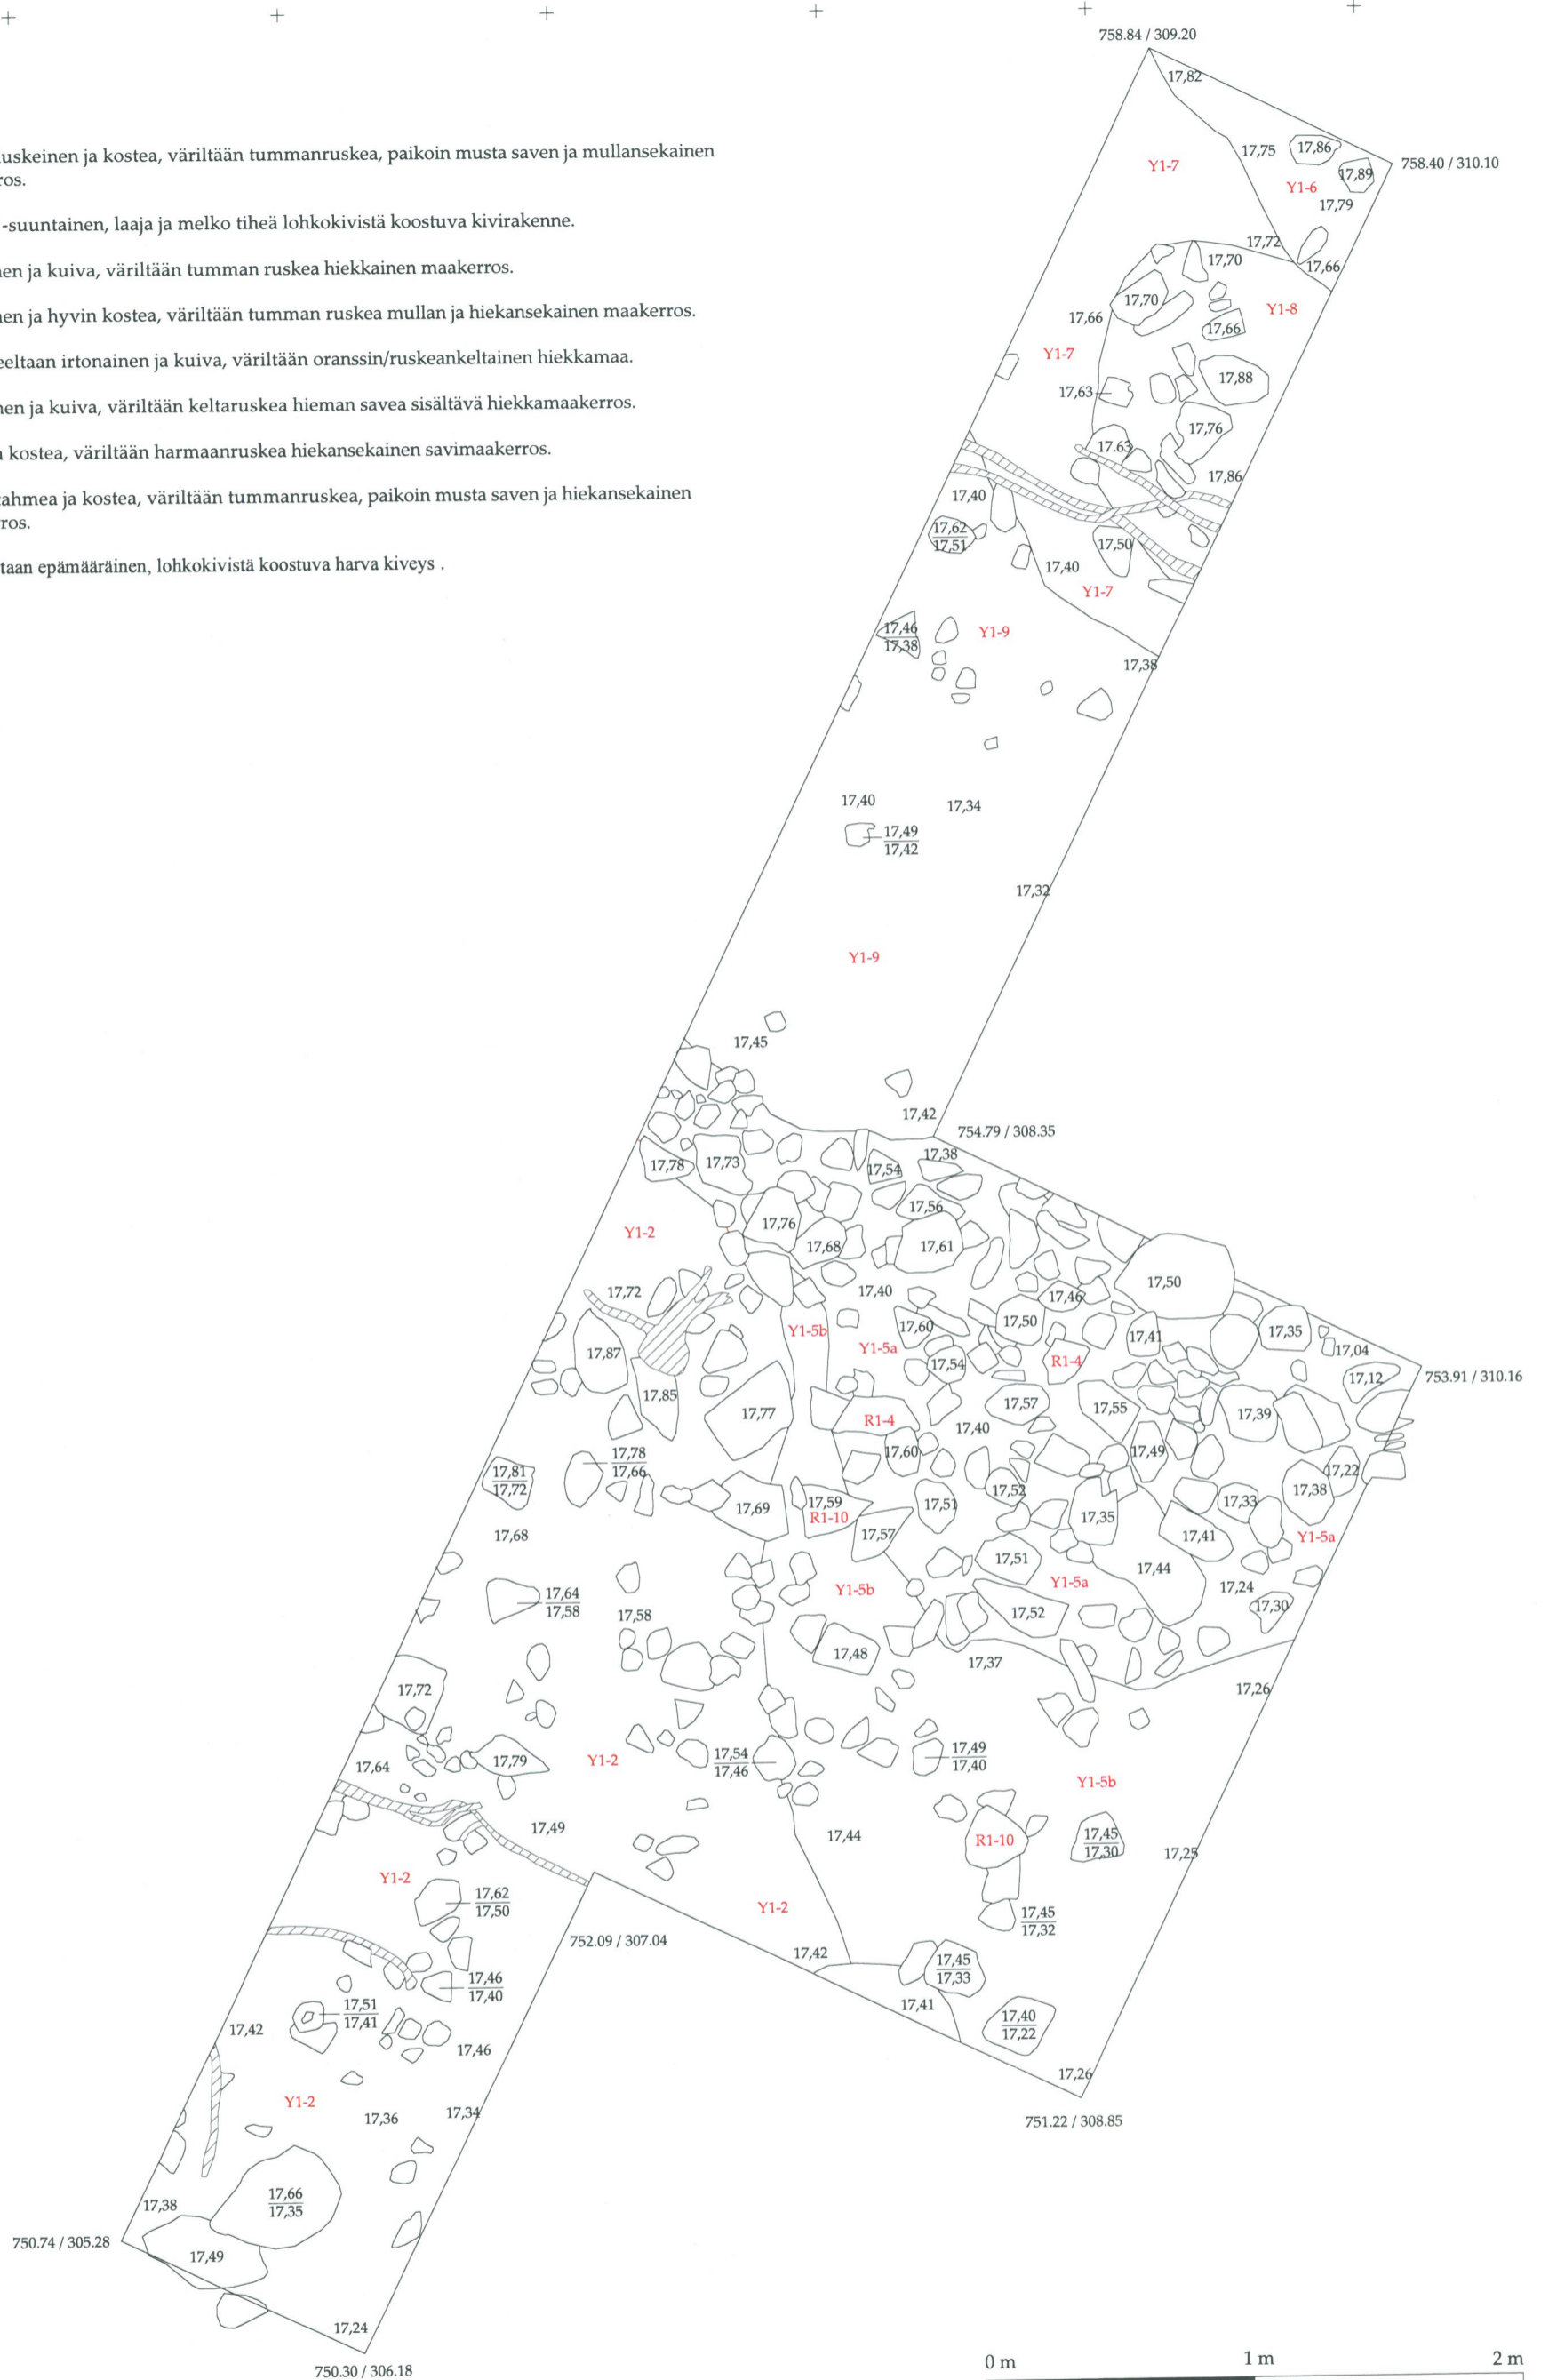 758.84 / 309.20
17,82
uskeinen ja kostea, väriltään tummanruskea, paikoin musta saven ja mullansekainen
ros.
-suuntainen, laaja ja melko tiheä lohkokivistä koostuva kivirakenne.
nen ja kuiva, väriltään tumman ruskea hiekkainen maakerros.
nen ja hyvin kostea, väriltään tumman ruskea mullan ja hiekansekainen maakerros.
eeltaan irtonainen ja kuiva, väriltään oranssin/ruskeankeltainen hiekkamaa.
nen ja kuiva, väriltään keltaruskea hieman savea sisältävä hiekkamaakerros.
kostea, väriltään harmaanruskea hiekansekainen savimaakerros.
tahmea ja kostea, väriltään tummanruskea, paikoin musta saven ja hiekansekainen
ros.
taan epämääräinen, lohkokivistä koostuva harva kiveys .
17,75
17,86
Y1-7
758.40 / 310.10
17,89
Y1-6
17,79
17,72
17,70
17,66
17,70
Y1-8
17,66
17,66
Y1-7
17,88
17,63
17,76
17,63
17,86
17,40
17,62
17,51
17,50
17,40
Y1-7
17,46
17,38
Y1-9
17,38
17,40
17,34
17,49
17,42
17,32
Y1-9
17,45
17,42
754.79 / 308.35
17,38
17,78
17,73
17,54
17,56
17,76
Y1-2
17,68
17,61
17,50
17,72
17,40
17,46
17,50
17,60
Y1-5b
17,35
17,41
Y1-5a
17,04
17,87
17,54
R1-4
17,12
753.91 / 310.16
17,85
17,57
17,55
17,77
R1-4
17,39
17,40
17,78
17,66
17,60
17,49
17,81
17,72
17,22
17,52
17,38
17,69
17,59
R1-10
17,51
17,33
17,35
17,68
17,57
17,41
Y1-5a
17,51
17,44
Y1-5b
Y1-5a
17,24
17,64
17,58
17,58
17,52
17,30
17,48
17,37
17,72
17,26
17,54
17,46
17,49
17,40
17,64
17,79
Y1-2
Y1-5b
17,49
17,44
R1-10
17,45
17,30
17,25
Y1-2
17,62
17,50
Y1-2
17,45
17,32
752.09 / 307.04
17,42
17,45
17,33
17,46
17,40
17,51
17,41
17,41
17,40
17,22
17,42
17,46
17,26
Y1-2
17,36
17,34
751.22 / 308.85
17,66
17,35
17,38
750.74 / 305.28
17,49
17,24
0 m
1 m
2 m
750.30 / 306.18